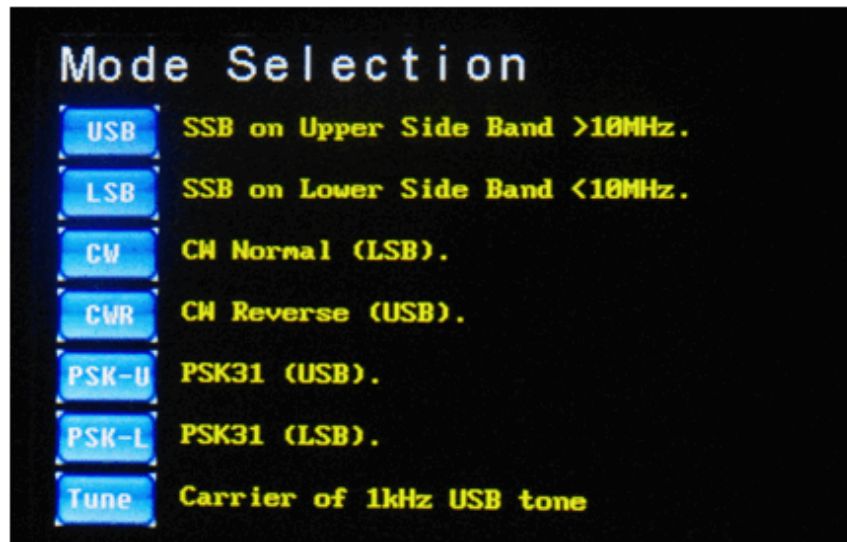 Mode Selection
USB SSB on Upper Side Band >10MHz.
LSB SSB on Lower Side Band <10MHz.
CW CW Normal (LSB).
CWR CW Reverse (USB).
PSK-U PSK31 (USB).
PSK-L PSK31 (LSB).
Tune Carrier of 1kHz USB tone